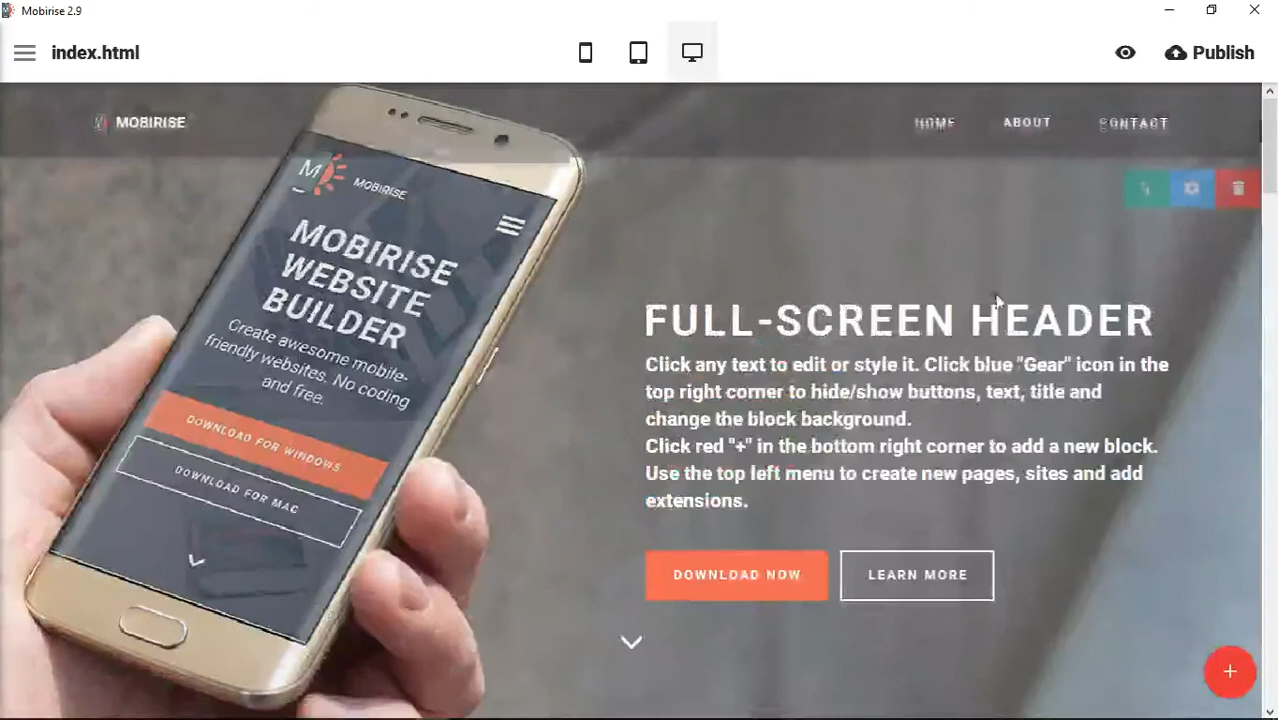 Mobirise 2.9
index.html
Publish
MOBIRISE
HOME
ABOUT
CONTACT
M
MOBIRISE
MOBIRISE
WEBSITE
BUILDER
Create awesome mobile-
friendly websites. No coding
and free.
DOWNLOAD FOR WINDOWS
DOWNLOAD FOR MAC
FULL-SCREEN HEADER
Click any text to edit or style it. Click blue "Gear" icon in the
top right corner to hide/show buttons, text, title and
change the block background.
Click red "+" in the bottom right corner to add a new block.
Use the top left menu to create new pages, sites and add
extensions.
DOWNLOAD NOW
LEARN MORE
+